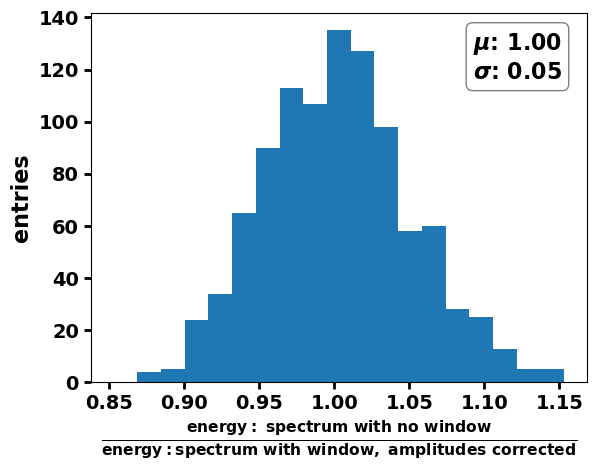 140
120
100
80
60
40
20
0
entries
μ: 1.00
σ: 0.05
0.85 0.90 0.95 1.00 1.05 1.10 1.15
energy: spectrum with no window
energy: spectrum with window, amplitudes corrected